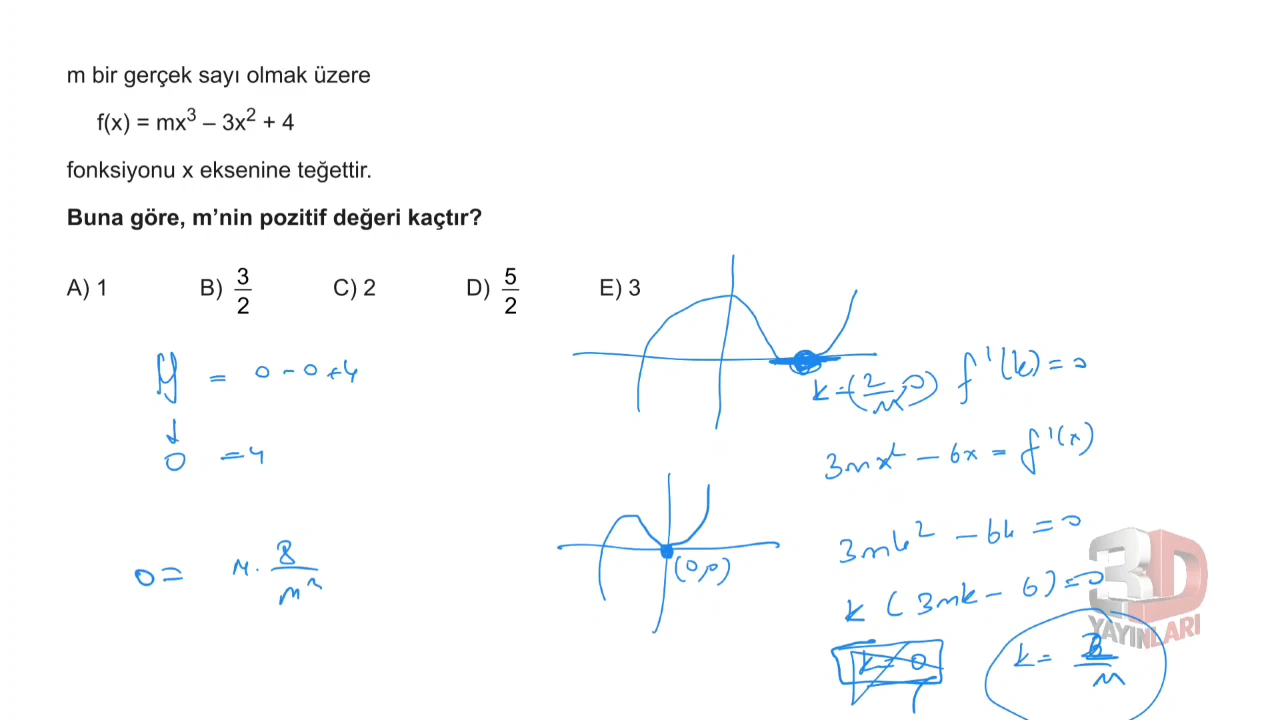 m bir gerçek sayı olmak üzere
f(x) = mx³ – 3x² + 4
fonksiyonu x eksenine teğettir.
Buna göre, m’nin pozitif değeri kaçtır?
A) 1 B) 3/2 C) 2 D) 5/2 E) 3
y = 0 - 0 + 4
↓
0 = 4
0 = m · 8/m³
k = (2/m, 0) f'(k) = 0
3mx² - 6x = f'(x)
(0,0)
3mk² - 6k = 0
k (3mk - 6) = 0
k = 0 k = 2/m
3D
YAYINLARI